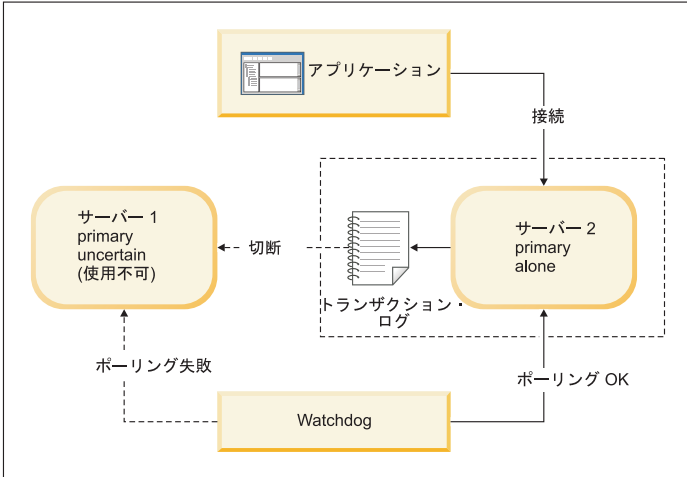 アプリケーション
接続
サーバー 1
primary
uncertain
(使用不可)
切断
サーバー 2
primary
alone
トランザクション・
ログ
ポーリング失敗
ポーリング OK
Watchdog